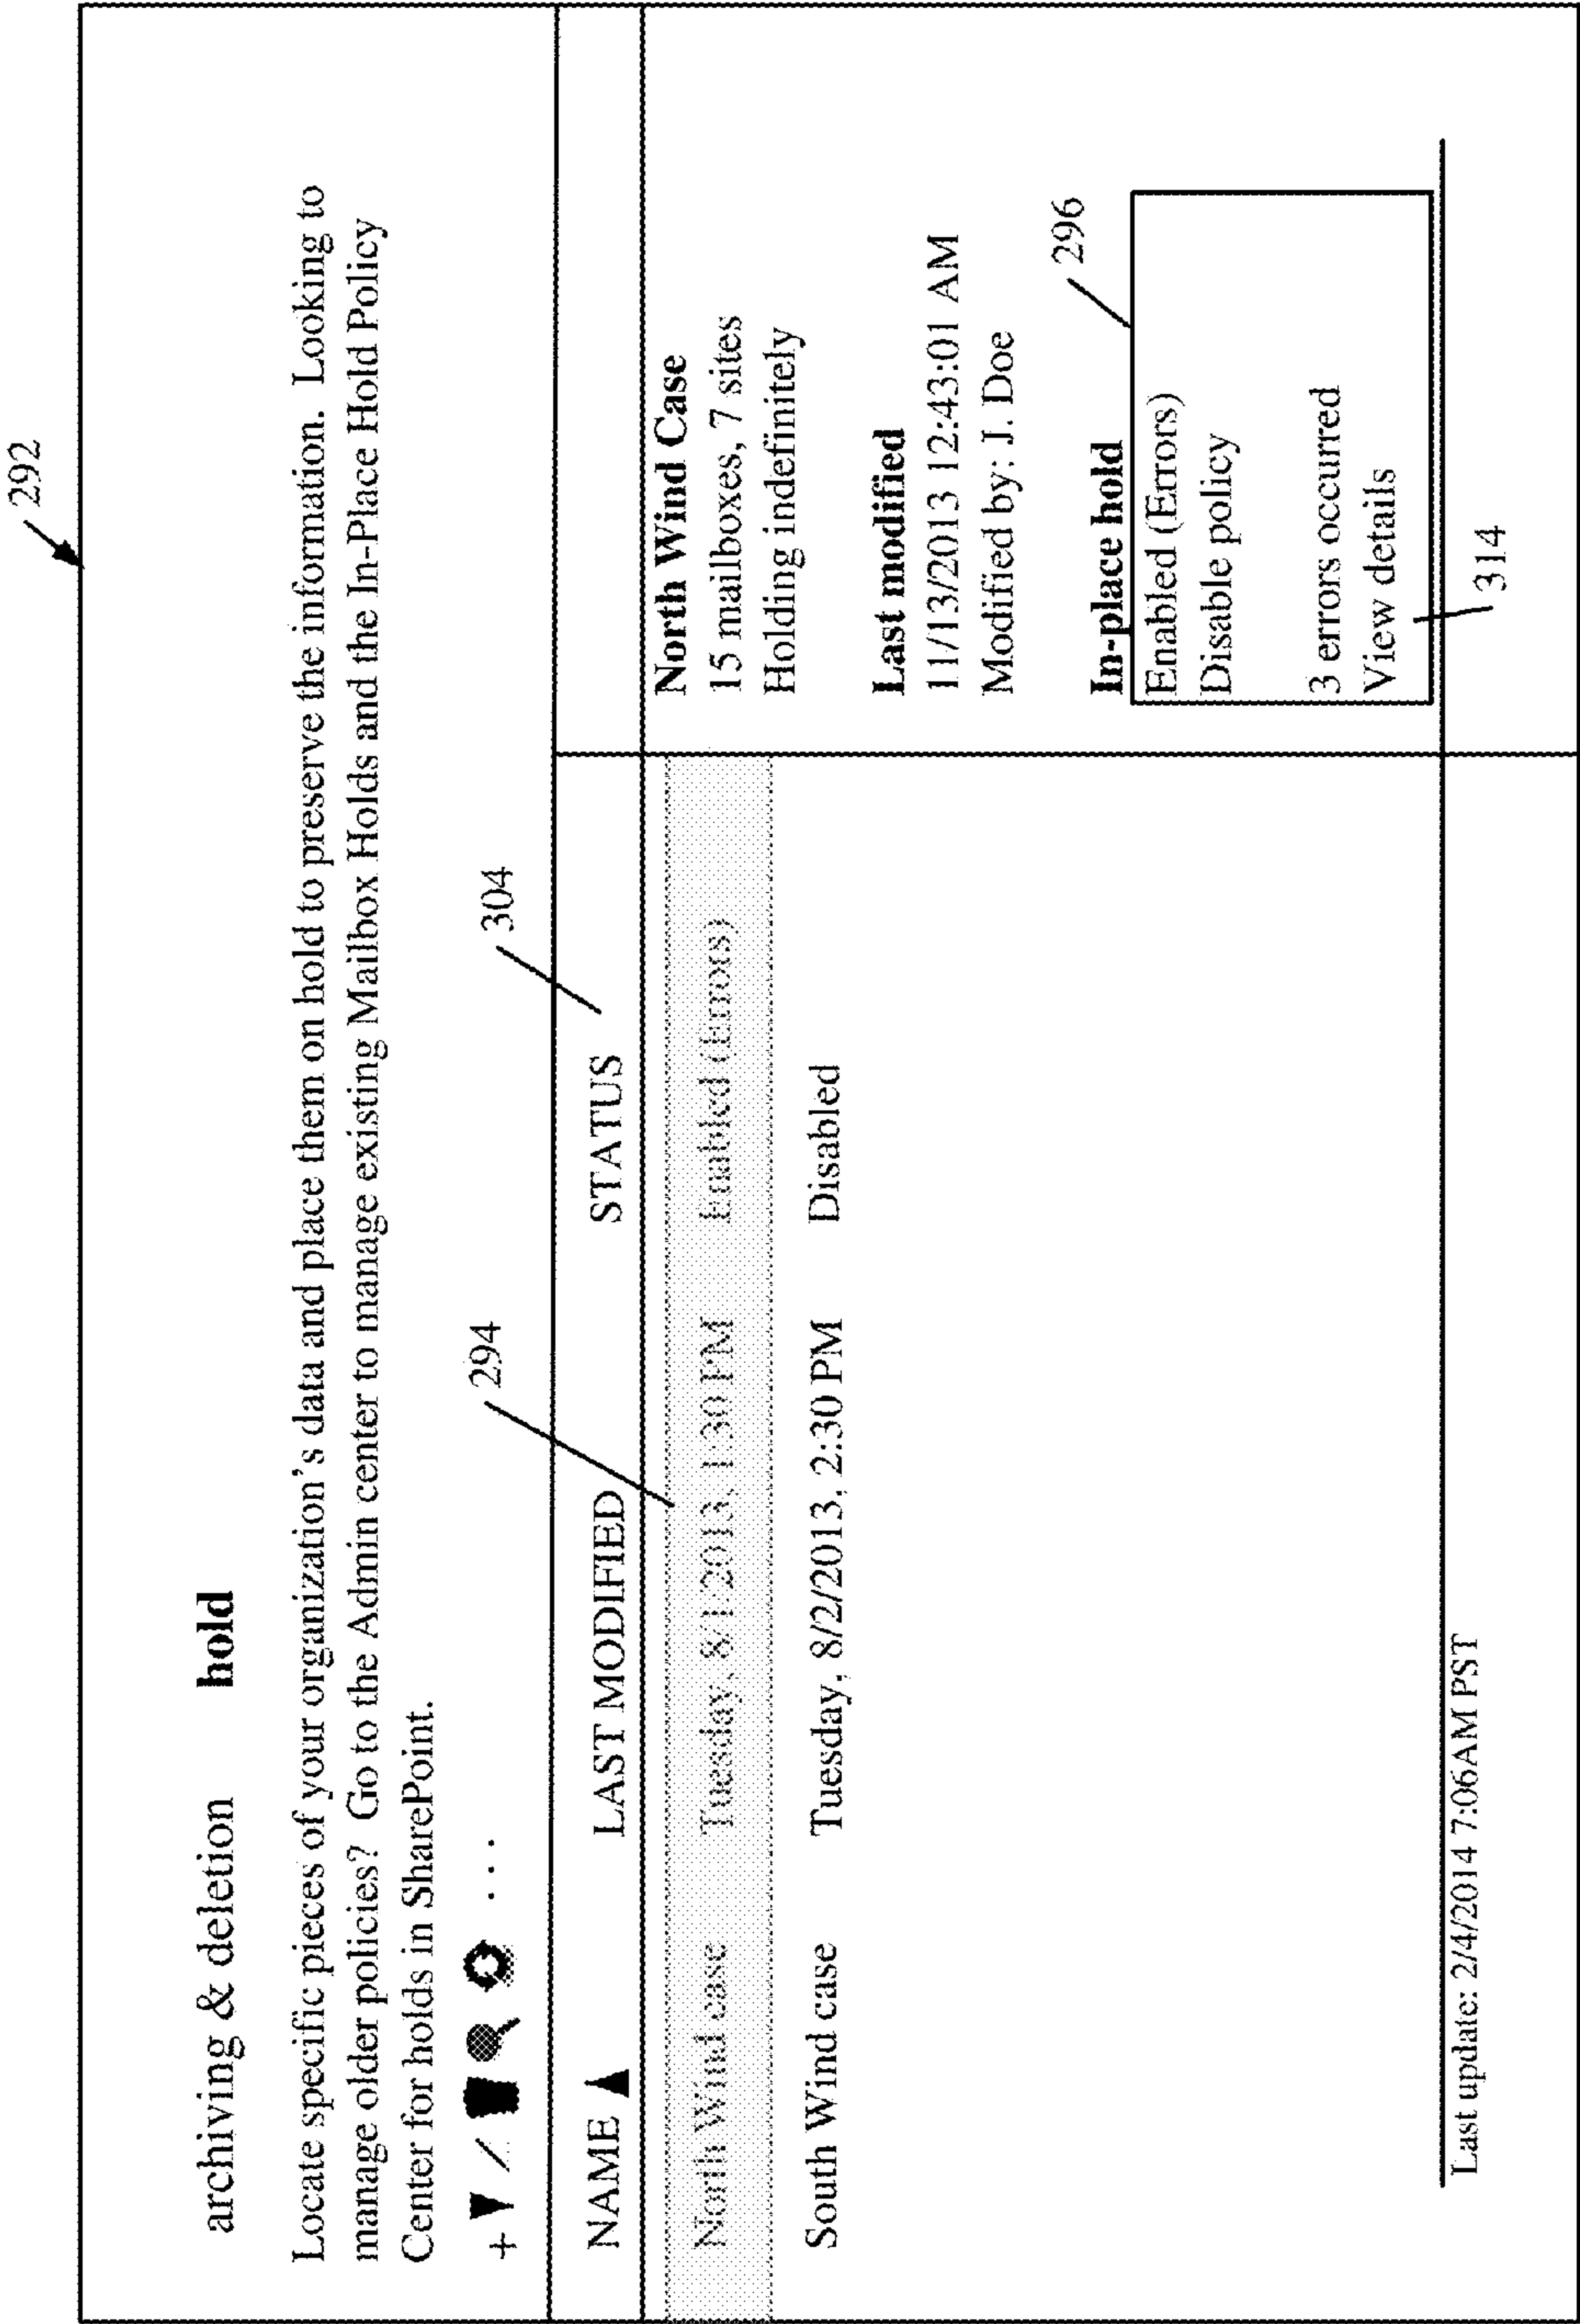 292
archiving & deletion hold
Locate specific pieces of your organization's data and place them on hold to preserve the information. Looking to
manage older policies? Go to the Admin center to manage existing Mailbox Holds and the In-Place Hold Policy
Center for holds in SharePoint.
+ ...
294
304
NAME LAST MODIFIED STATUS
North Wind case Tuesday, 8/1/2013, 1:30 PM Enabled (Errors)
South Wind case Tuesday, 8/2/2013, 2:30 PM Disabled
North Wind Case
15 mailboxes, 7 sites
Holding indefinitely
Last modified
11/13/2013 12:43:01 AM
Modified by: J. Doe
296
In-place hold
Enabled (Errors)
Disable policy
3 errors occurred
View details
314
Last update: 2/4/2014 7:06AM PST